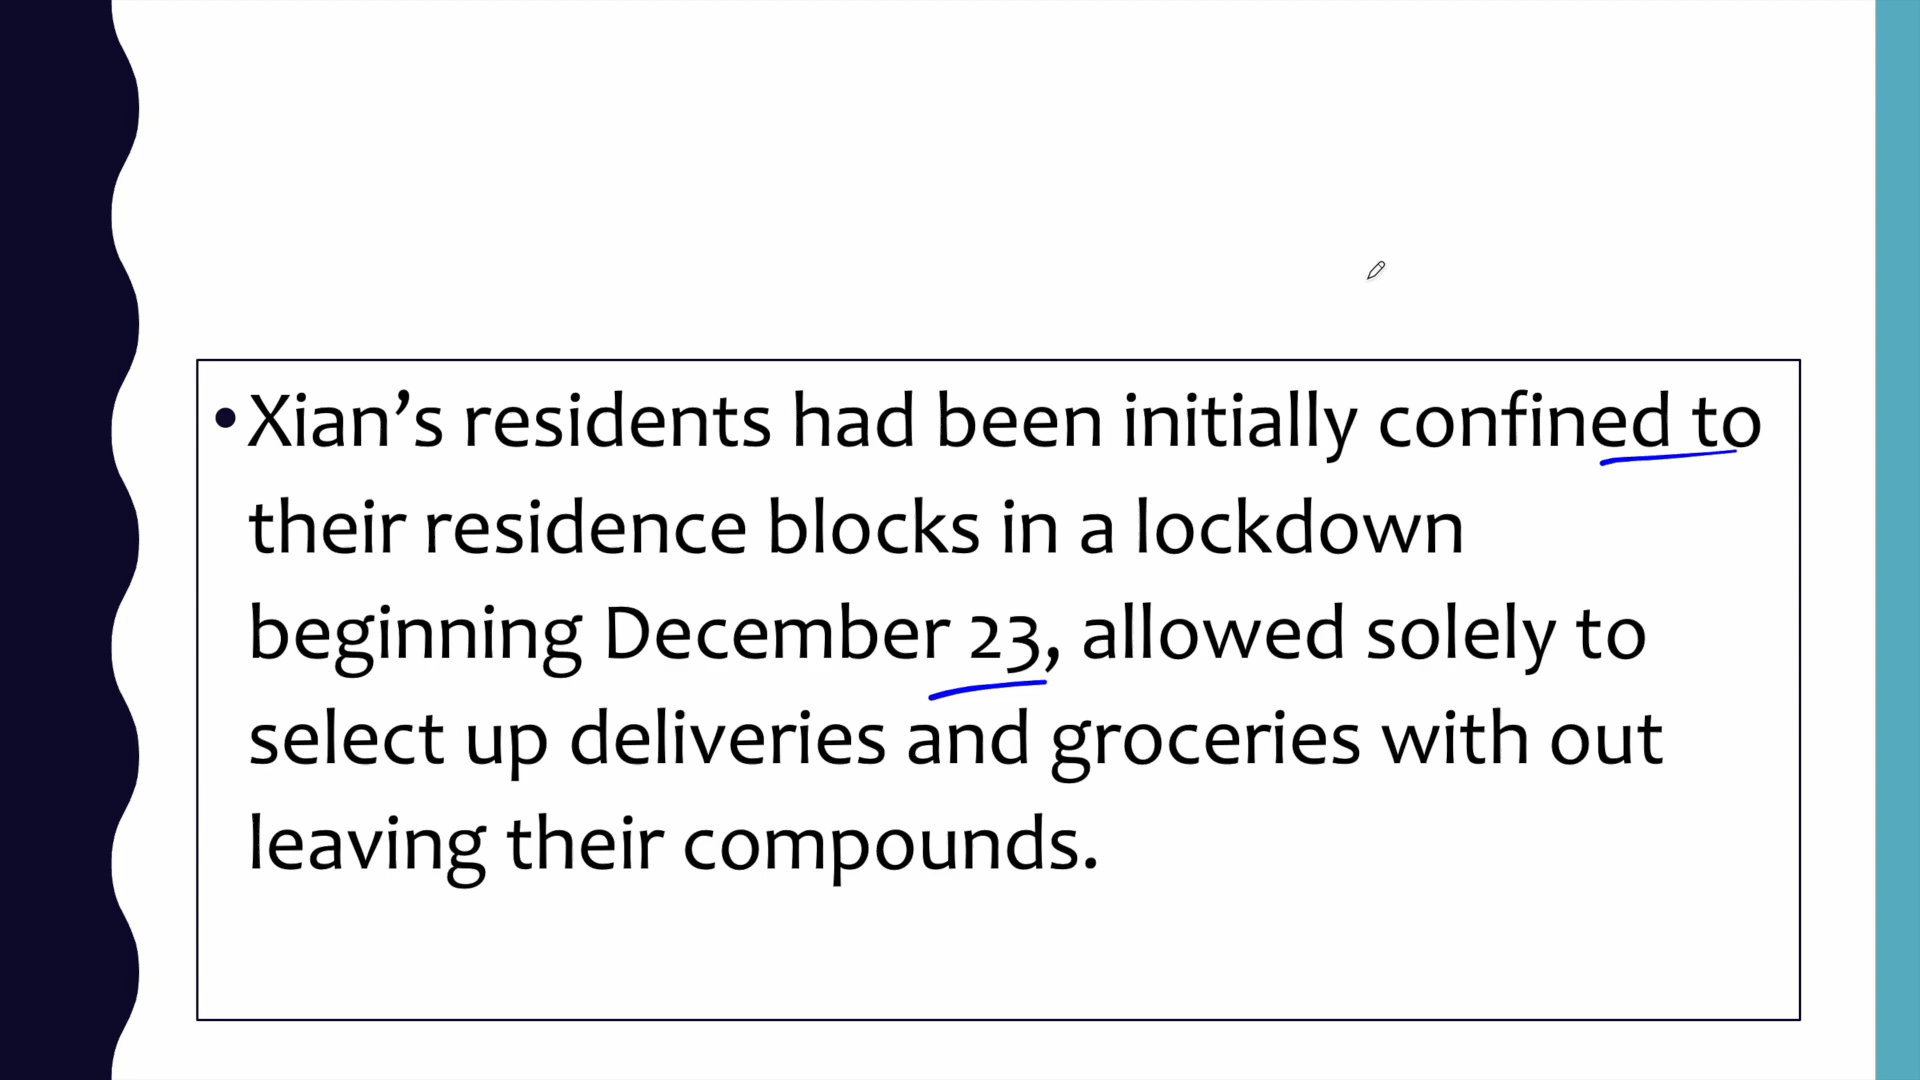 •Xian’s residents had been initially confined to
their residence blocks in a lockdown
beginning December 23, allowed solely to
select up deliveries and groceries with out
leaving their compounds.